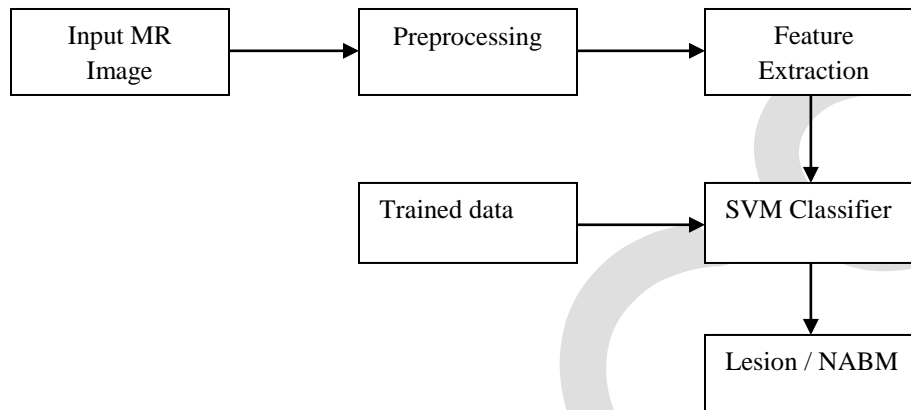 Input MR
Image
Preprocessing
Feature
Extraction
Trained data
SVM Classifier
Lesion / NABM